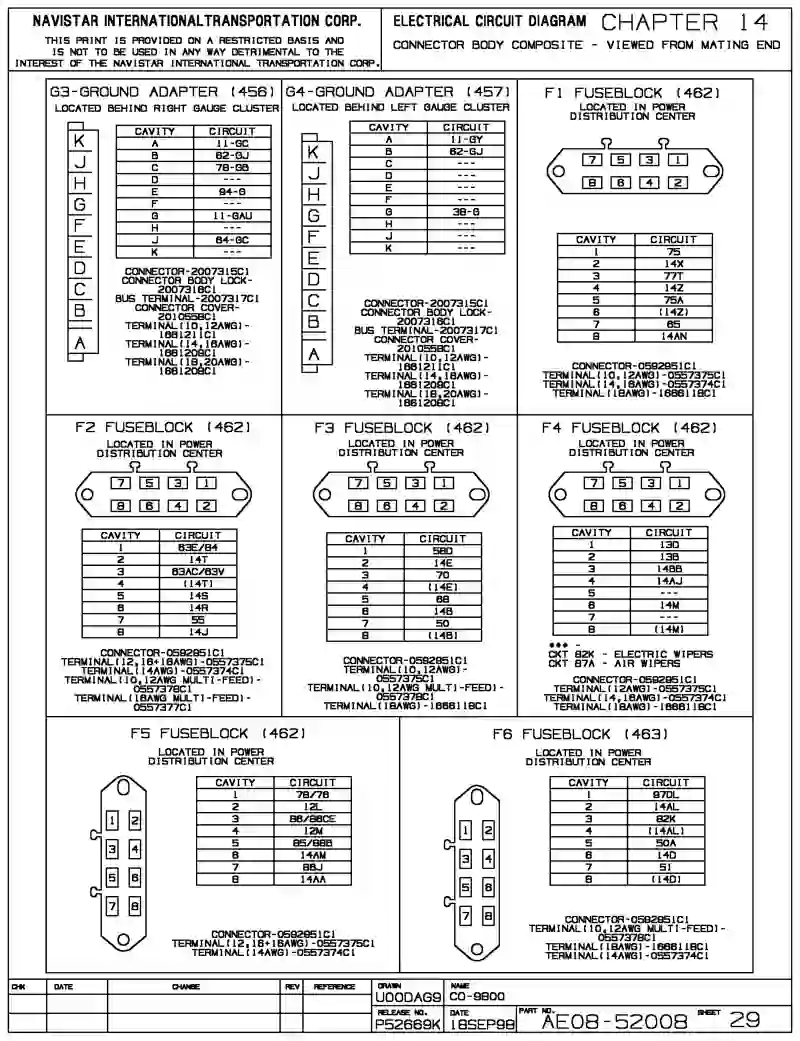 NAVISTAR INTERNATIONAL TRANSPORTATION CORP.
THIS PRINT IS PROVIDED ON A RESTRICTED BASIS AND
IS NOT TO BE USED IN ANY WAY DETRIMENTAL TO THE
INTEREST OF THE NAVISTAR INTERNATIONAL TRANSPORTATION CORP.
ELECTRICAL CIRCUIT DIAGRAM CHAPTER 14
CONNECTOR BODY COMPOSITE - VIEWED FROM MATING END
G3-GROUND ADAPTER (456)
LOCATED BEHIND RIGHT GAUGE CLUSTER
K
J
H
G
F
E
D
C
B
A
CAVITY CIRCUIT
A 11-GC
B 62-GJ
C 78-GB
D ---
E 94-G
F ---
G 11-GAU
H ---
J 64-GC
K ---
CONNECTOR-2007315C1
CONNECTOR BODY LOCK-
2007316C1
BUS TERMINAL-2007317C1
CONNECTOR COVER-
2010558C1
TERMINAL(10,12AWG)-
1661211C1
TERMINAL(14,16AWG)-
1661209C1
TERMINAL(18,20AWG)-
1661208C1
G4-GROUND ADAPTER (457)
LOCATED BEHIND LEFT GAUGE CLUSTER
K
J
H
G
F
E
D
C
B
A
CAVITY CIRCUIT
A 11-GY
B 62-GJ
C ---
D ---
E ---
F ---
G 38-G
H ---
J ---
K ---
CONNECTOR-2007315C1
CONNECTOR BODY LOCK-
2007316C1
BUS TERMINAL-2007317C1
CONNECTOR COVER-
2010558C1
TERMINAL(10,12AWG)-
1661211C1
TERMINAL(14,16AWG)-
1661209C1
TERMINAL(18,20AWG)-
1661208C1
F1 FUSEBLOCK (462)
LOCATED IN POWER
DISTRIBUTION CENTER
7 5 3 1
8 6 4 2
CAVITY CIRCUIT
1 75
2 14X
3 77T
4 14Z
5 75A
6 (14Z)
7 65
8 14AN
CONNECTOR-0592951C1
TERMINAL(10,12AWG)-0557375C1
TERMINAL(14,16AWG)-0557374C1
TERMINAL(18AWG)-1666118C1
F2 FUSEBLOCK (462)
LOCATED IN POWER
DISTRIBUTION CENTER
7 5 3 1
8 6 4 2
CAVITY CIRCUIT
1 63E/64
2 14T
3 63AC/63V
4 (14T)
5 14S
6 14R
7 55
8 14J
CONNECTOR-0592951C1
TERMINAL(12,16+16AWG)-0557375C1
TERMINAL(14AWG)-0557374C1
TERMINAL(10,12AWG MULTI-FEED)-
0557378C1
TERMINAL(16AWG MULTI-FEED)-
0557377C1
F3 FUSEBLOCK (462)
LOCATED IN POWER
DISTRIBUTION CENTER
7 5 3 1
8 6 4 2
CAVITY CIRCUIT
1 58D
2 14E
3 70
4 (14E)
5 68
6 14B
7 50
8 (14B)
CONNECTOR-0592951C1
TERMINAL(10,12AWG)-
0557375C1
TERMINAL(10,12AWG MULTI-FEED)-
0557378C1
TERMINAL(18AWG)-1666118C1
F4 FUSEBLOCK (462)
LOCATED IN POWER
DISTRIBUTION CENTER
7 5 3 1
8 6 4 2
CAVITY CIRCUIT
1 13D
2 13B
3 14BB
4 14AJ
5 ---
6 14M
7 ---
8 (14M)
*** -
CKT 82K - ELECTRIC WIPERS
CKT 87A - AIR WIPERS
CONNECTOR-0592951C1
TERMINAL(12AWG)-0557375C1
TERMINAL(14,16AWG)-0557374C1
TERMINAL(18AWG)-1666118C1
F5 FUSEBLOCK (462)
LOCATED IN POWER
DISTRIBUTION CENTER
1 2
3 4
5 6
7 8
CAVITY CIRCUIT
1 78/76
2 12L
3 86/86CE
4 12M
5 85/88B
6 14AM
7 88J
8 14AA
CONNECTOR-0592951C1
TERMINAL(12,16+16AWG)-0557375C1
TERMINAL(14AWG)-0557374C1
F6 FUSEBLOCK (463)
LOCATED IN POWER
DISTRIBUTION CENTER
1 2
3 4
5 6
7 8
CAVITY CIRCUIT
1 97DL
2 14AL
3 82K
4 (14AL)
5 50A
6 14D
7 51
8 (14D)
CONNECTOR-0592951C1
TERMINAL(10,12AWG MULTI-FEED)-
0557378C1
TERMINAL(18AWG)-1666118C1
TERMINAL(14,16AWG)-0557374C1
CHK DATE CHANGE REV REFERENCE
DRAWN
U00DAG9
NAME
CO-9800
RELEASE NO.
P52669K
DATE
18SEP98
PART NO.
AE08-52008
SHEET 29